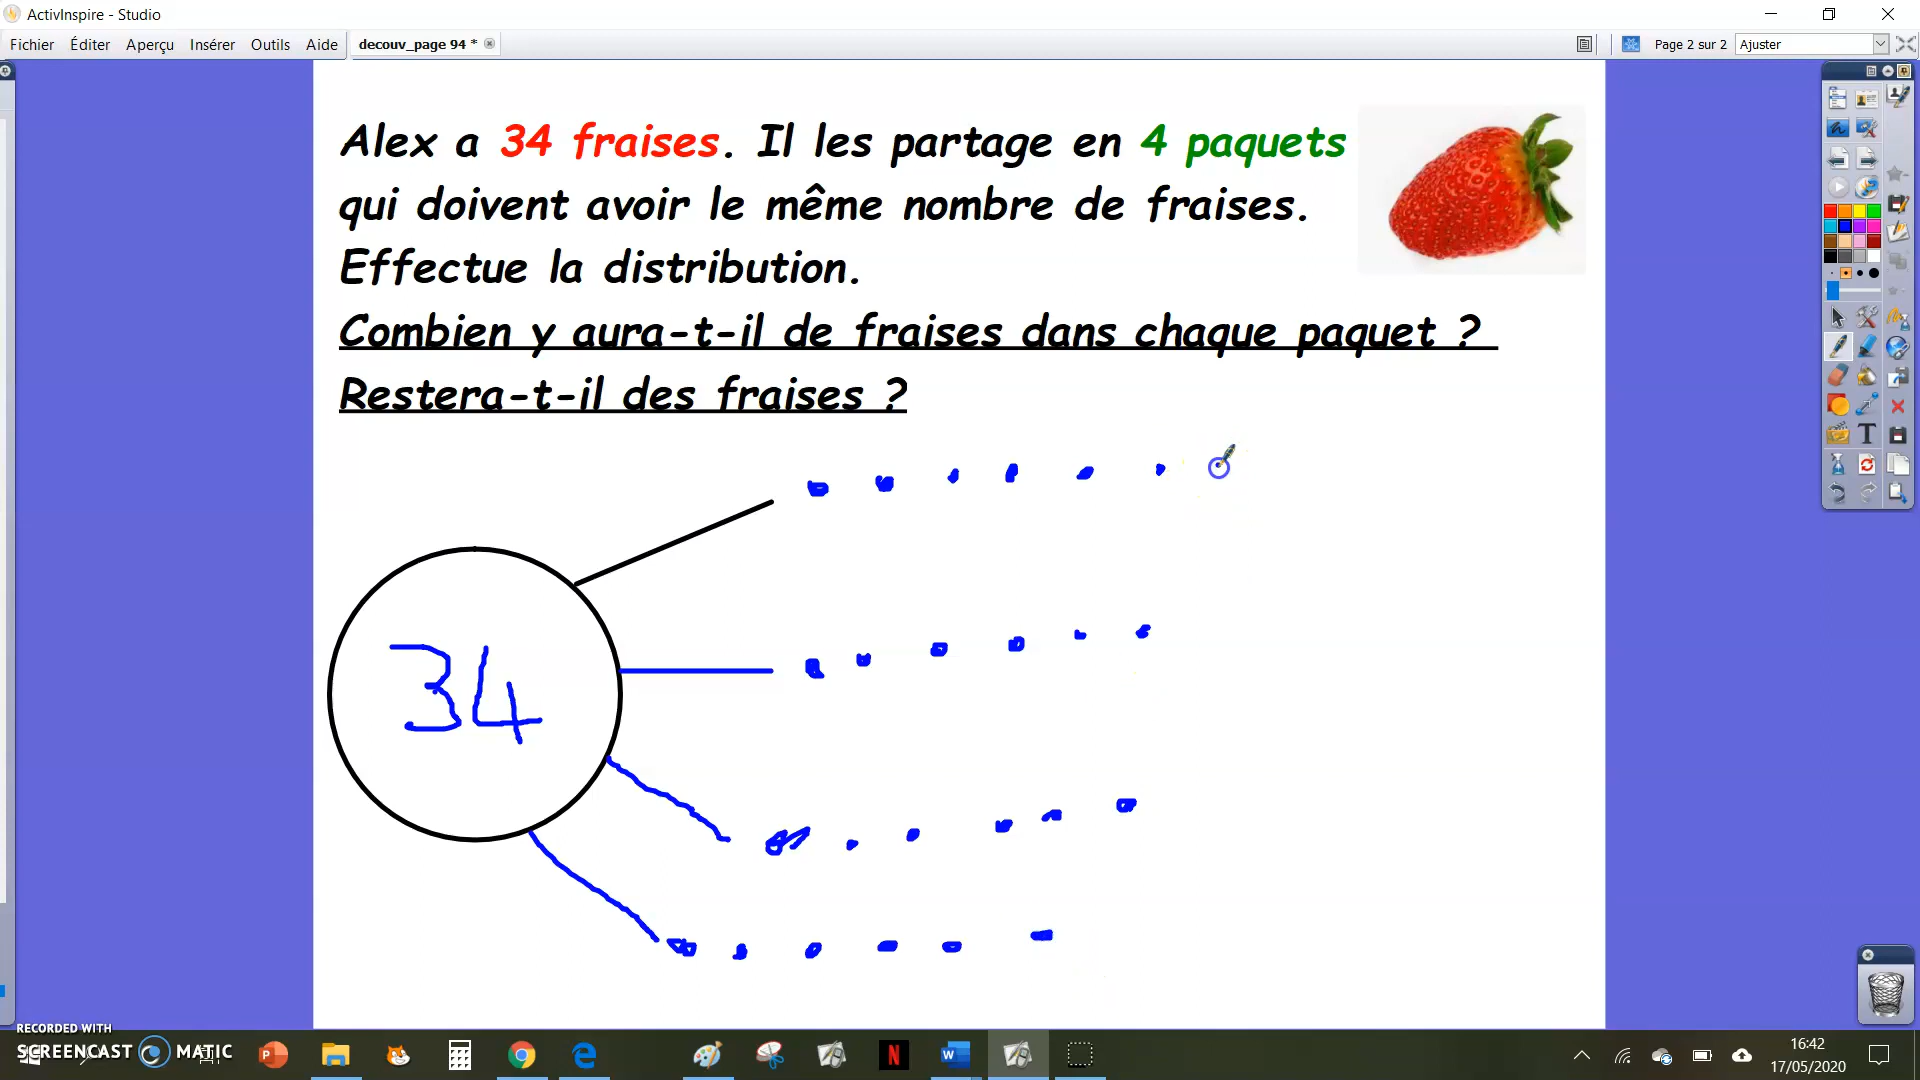 ActivInspire - Studio
Fichier Éditer Aperçu Insérer Outils Aide decouv_page 94 * Page 2 sur 2 Ajuster
Alex a 34 fraises. Il les partage en 4 paquets
qui doivent avoir le même nombre de fraises.
Effectue la distribution.
Combien y aura-t-il de fraises dans chaque paquet ?
Restera-t-il des fraises ?
34
RECORDED WITH
SCREENCAST MATIC
16:42
17/05/2020